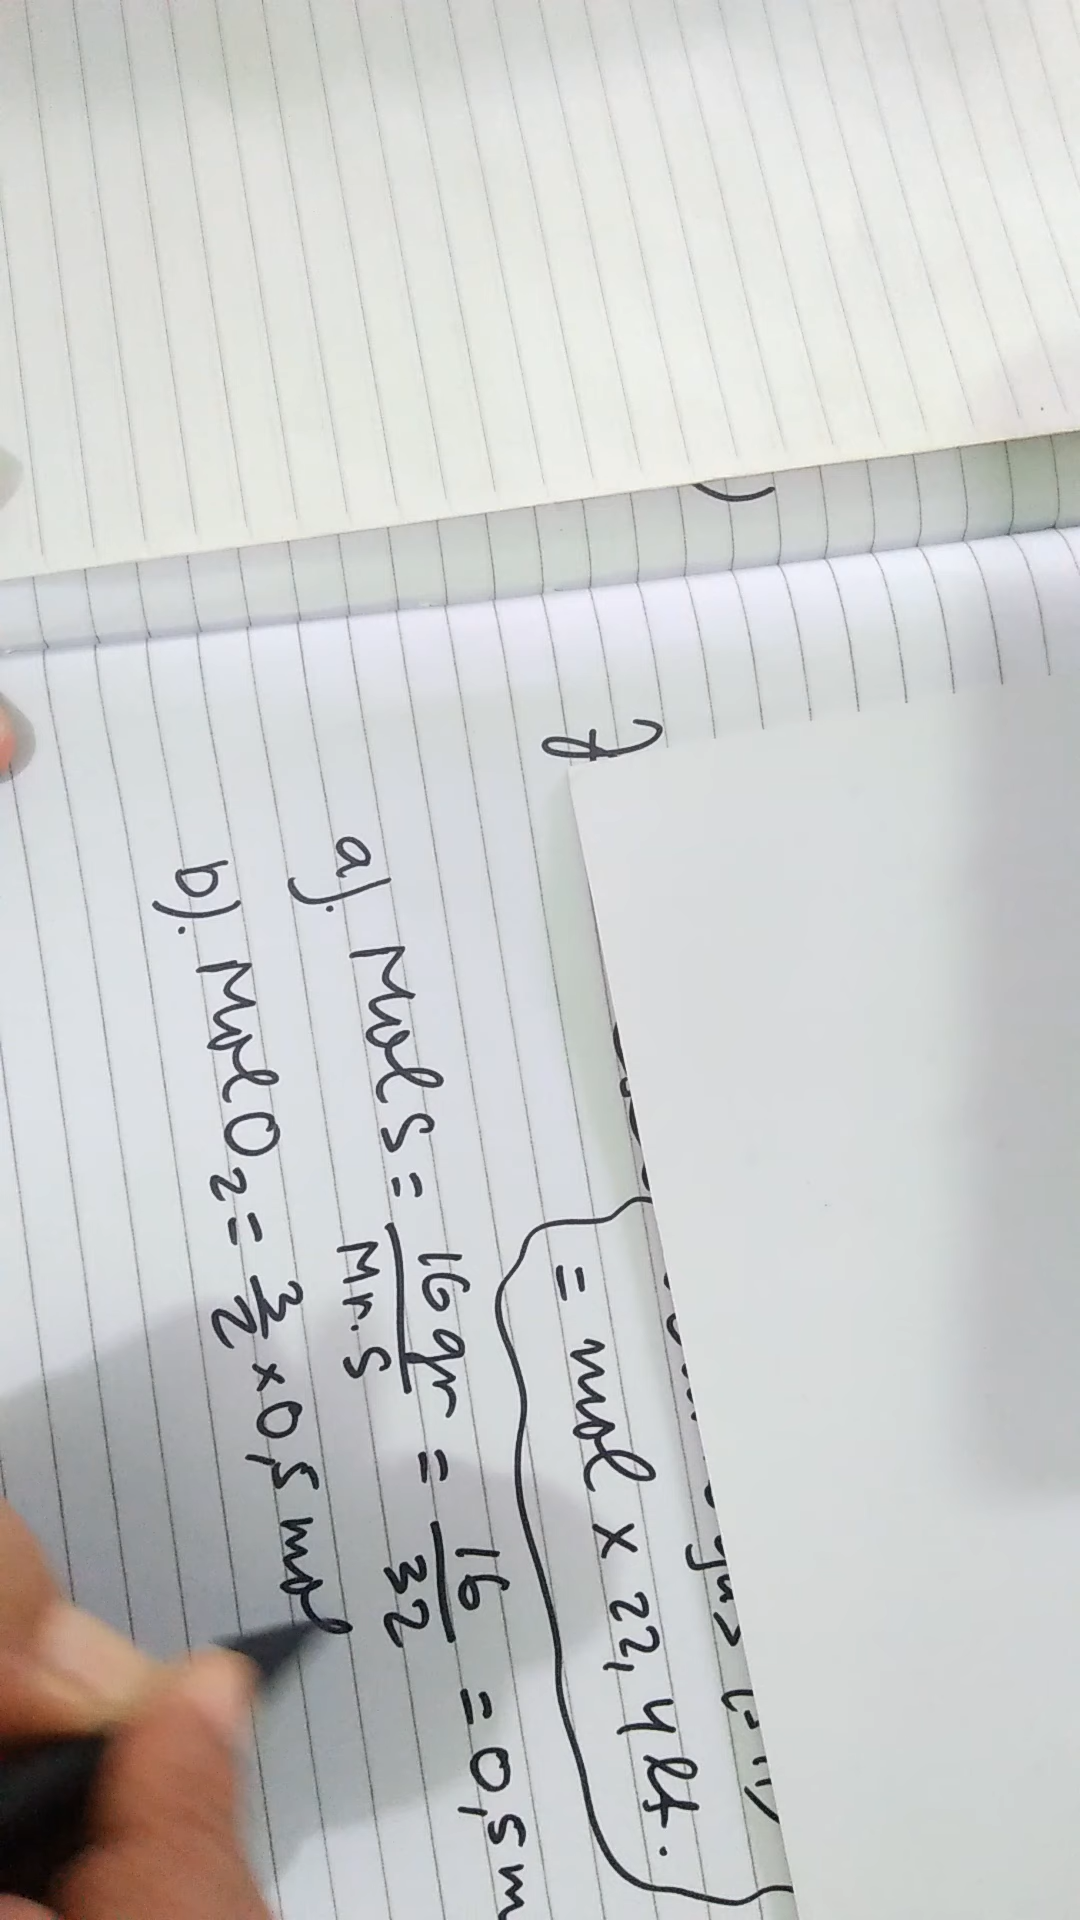 = mol x 22,4 lt.
a). Mol S = 16 gr / Mr. S = 16 / 32 = 0,5 m
b). Mol O2 = 3/2 x 0,5 mol